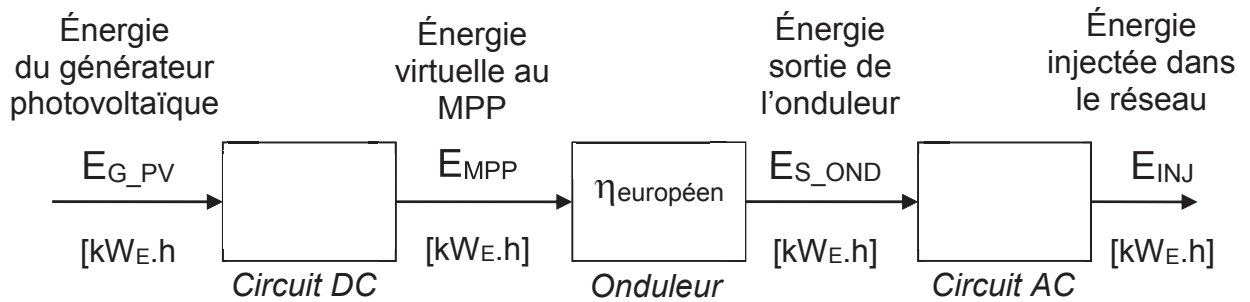 Énergie
du générateur
photovoltaïque
Énergie
virtuelle au
MPP
Énergie
sortie de
l'onduleur
Énergie
injectée dans
le réseau
EG_PV
EMPP
ηeuropéen
ES_OND
EINJ
[kWE.h
[kWE.h]
[kWE.h]
[kWE.h]
Circuit DC
Onduleur
Circuit AC